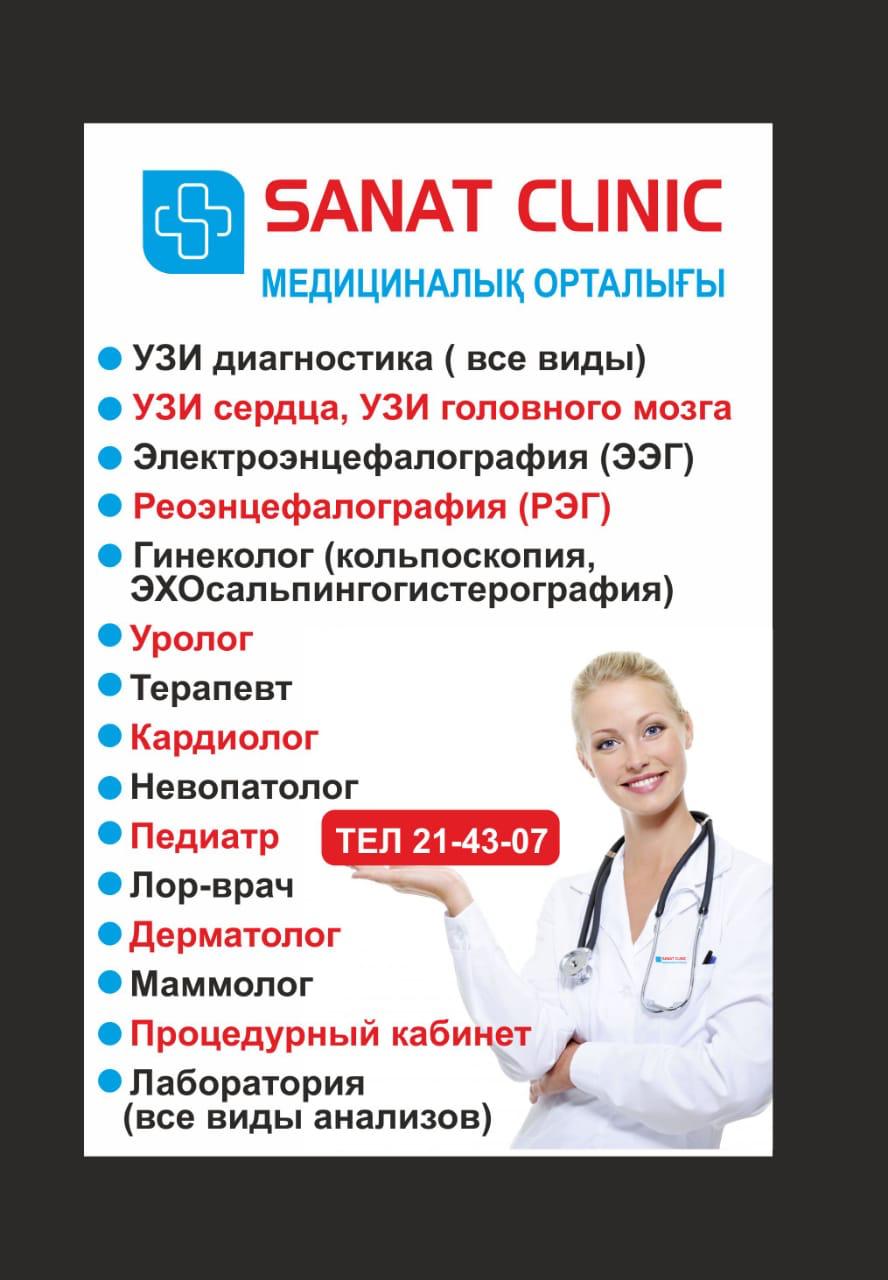 SANAT CLINIC
МЕДИЦИНАЛЫҚ ОРТАЛЫҒЫ
УЗИ диагностика ( все виды)
УЗИ сердца, УЗИ головного мозга
Электроэнцефалография (ЭЭГ)
Реоэнцефалография (РЭГ)
Гинеколог (кольпоскопия,
ЭХОсальпингогистерография)
Уролог
Терапевт
Кардиолог
Невопатолог
Педиатр
ТЕЛ 21-43-07
Лор-врач
Дерматолог
Маммолог
SANAT CLINIC
Процедурный кабинет
Лаборатория
(все виды анализов)